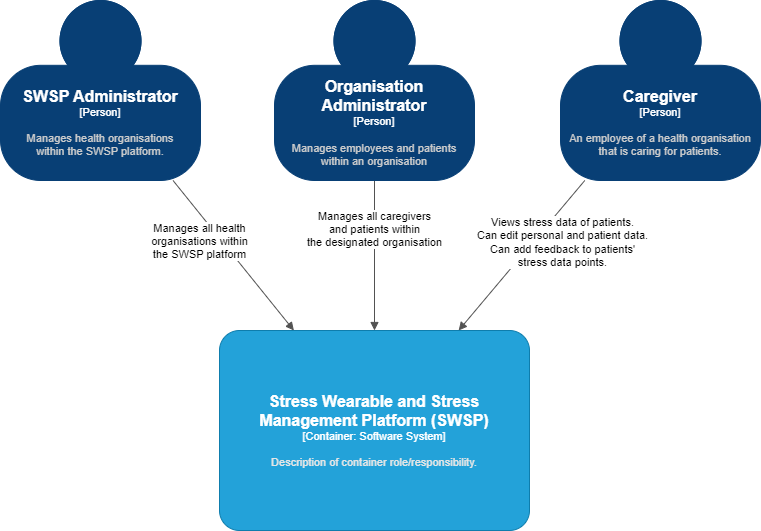 SWSP Administrator
[Person]
Manages health organisations
within the SWSP platform.
Organisation
Administrator
[Person]
Manages employees and patients
within an organisation
Caregiver
[Person]
An employee of a health organisation
that is caring for patients.
Manages all health
organisations within
the SWSP platform
Manages all caregivers
and patients within
the designated organisation
Views stress data of patients.
Can edit personal and patient data.
Can add feedback to patients'
stress data points.
Stress Wearable and Stress
Management Platform (SWSP)
[Container: Software System]
Description of container role/responsibility.